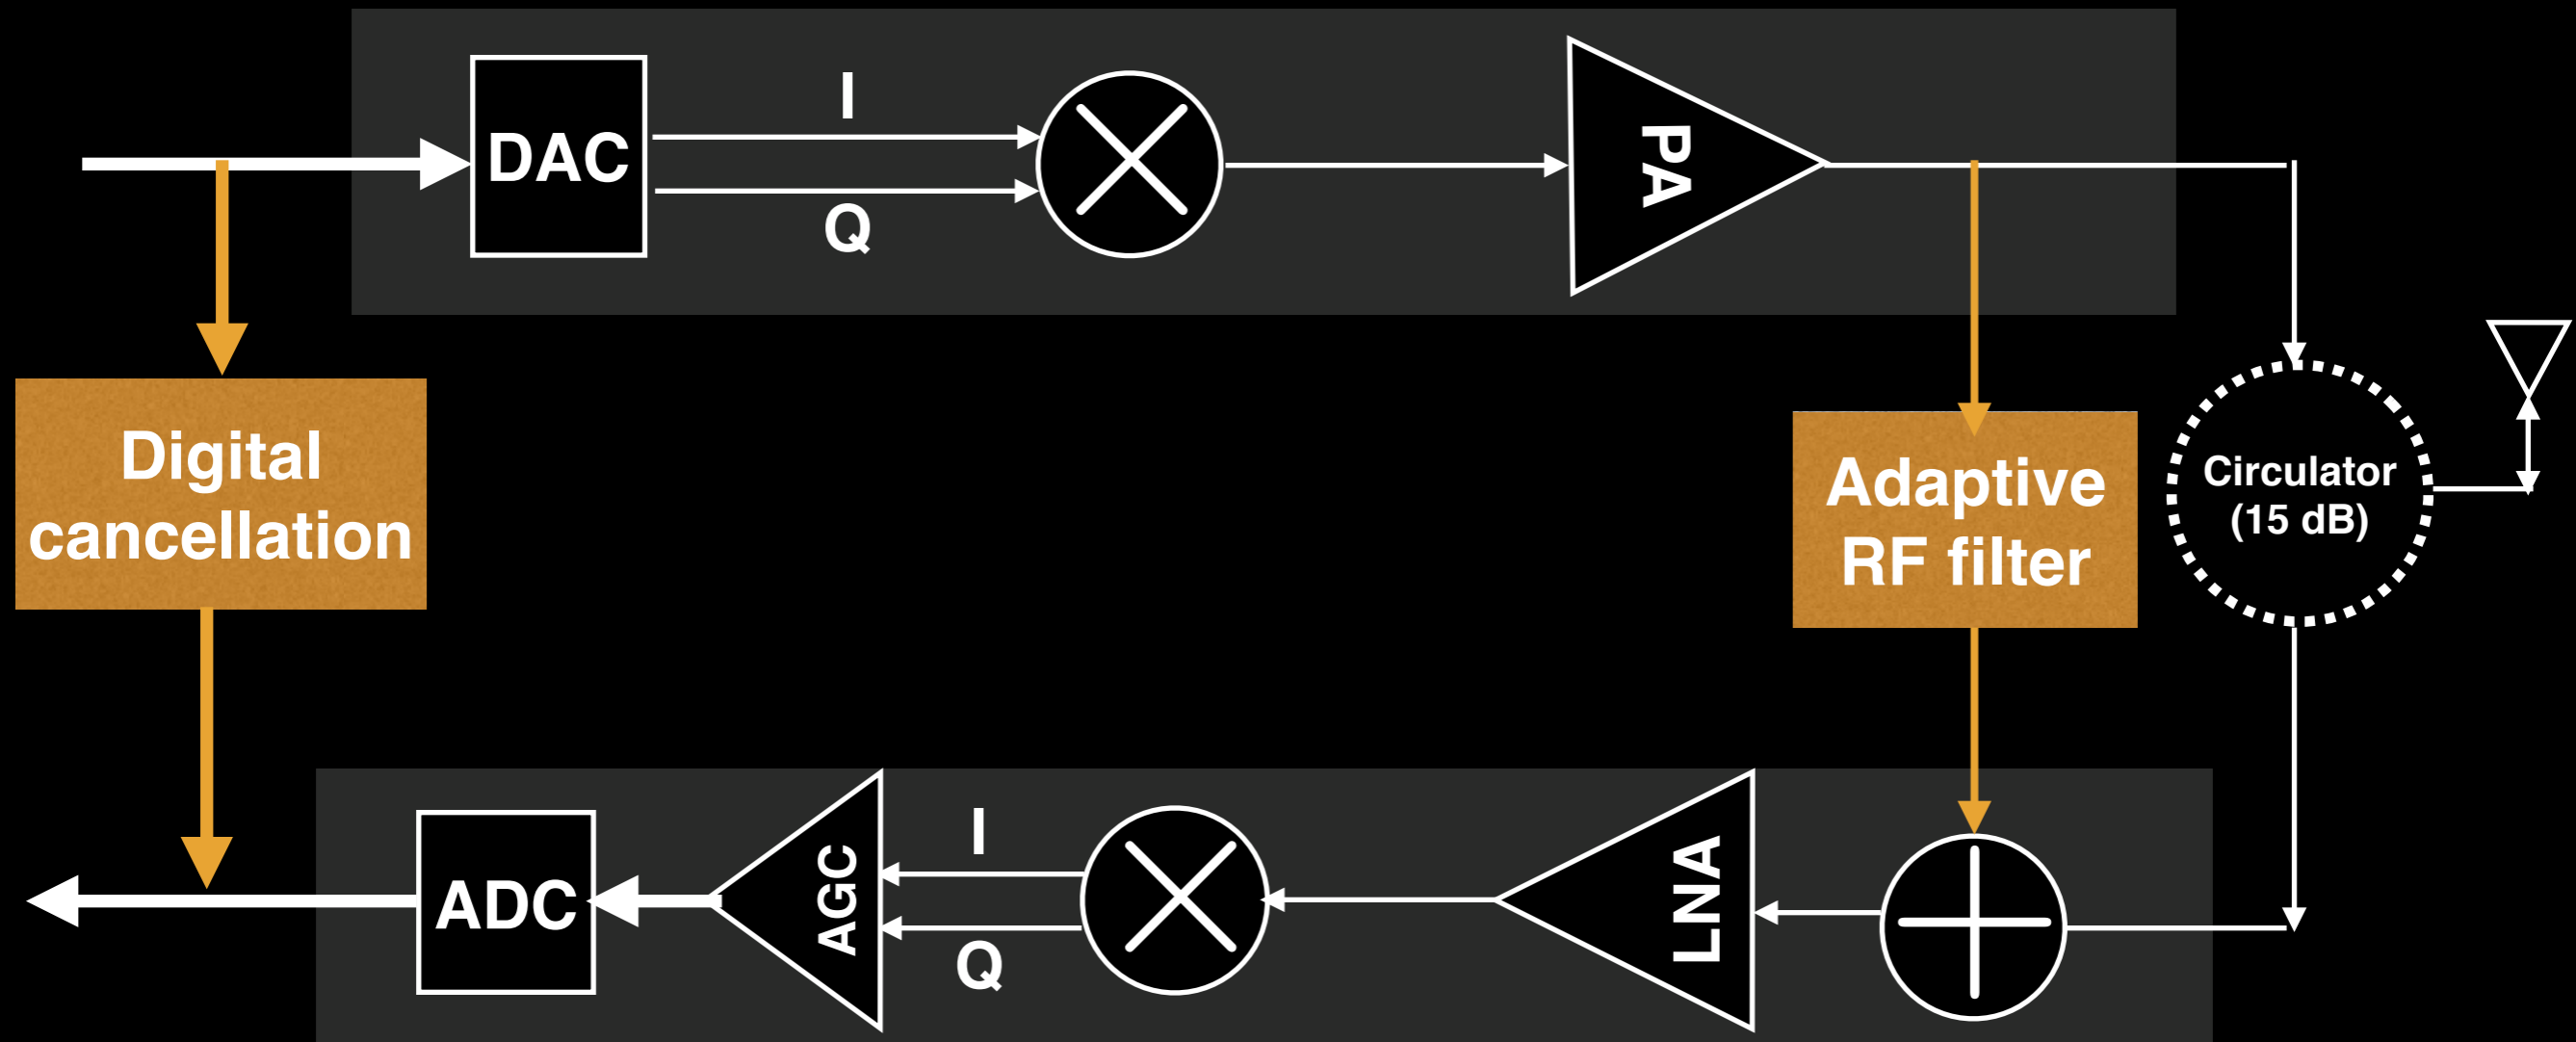 DAC
I
Q
PA
Digital
cancellation
Adaptive
RF filter
Circulator
(15 dB)
ADC
AGC
I
Q
LNA